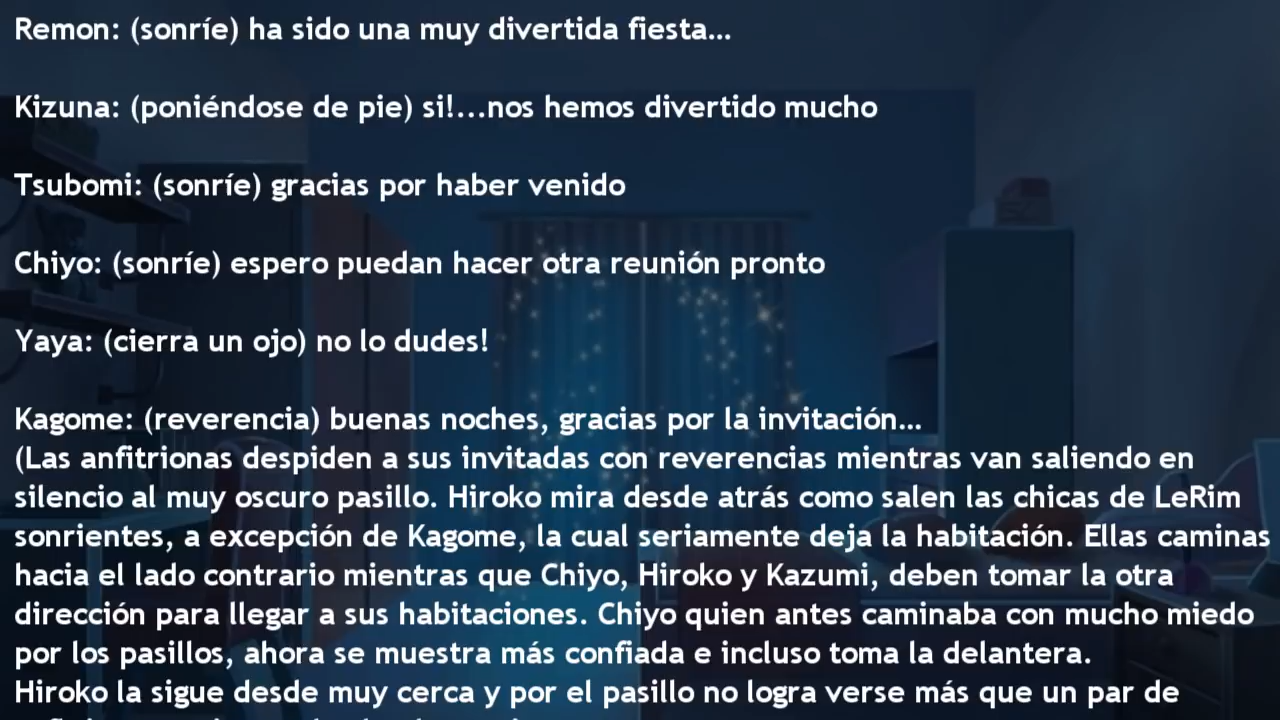 Remon: (sonríe) ha sido una muy divertida fiesta...
Kizuna: (poniéndose de pie) si!...nos hemos divertido mucho
Tsubomi: (sonríe) gracias por haber venido
Chiyo: (sonríe) espero puedan hacer otra reunión pronto
Yaya: (cierra un ojo) no lo dudes!
Kagome: (reverencia) buenas noches, gracias por la invitación...
(Las anfitrionas despiden a sus invitadas con reverencias mientras van saliendo en
silencio al muy oscuro pasillo. Hiroko mira desde atrás como salen las chicas de LeRim
sonrientes, a excepción de Kagome, la cual seriamente deja la habitación. Ellas caminas
hacia el lado contrario mientras que Chiyo, Hiroko y Kazumi, deben tomar la otra
dirección para llegar a sus habitaciones. Chiyo quien antes caminaba con mucho miedo
por los pasillos, ahora se muestra más confiada e incluso toma la delantera.
Hiroko la sigue desde muy cerca y por el pasillo no logra verse más que un par de